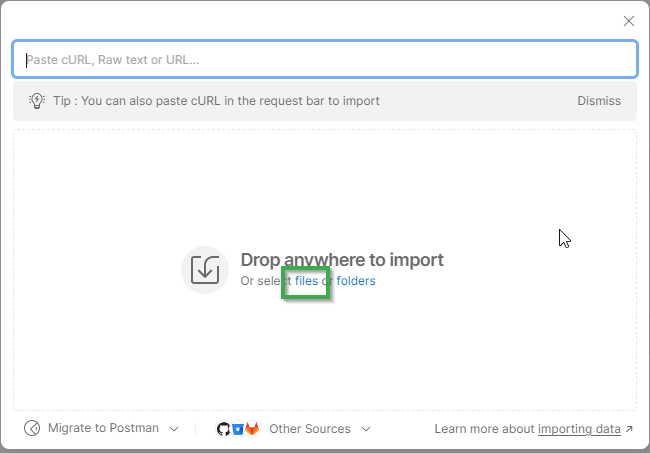 Paste cURL, Raw text or URL...
Tip : You can also paste cURL in the request bar to import
Dismiss
Drop anywhere to import
Or select files or folders
Migrate to Postman
Other Sources
Learn more about importing data